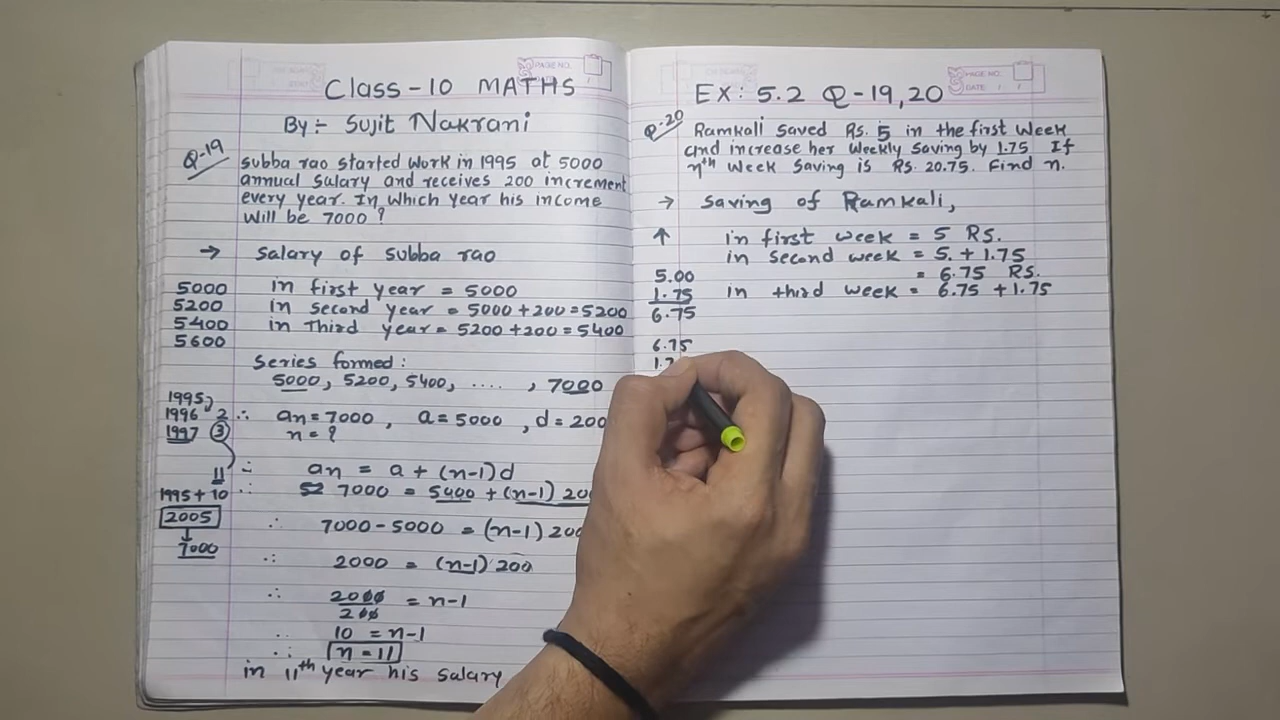 Class-10 MATHS
By:- Sujit Nakrani
Q-19
Subba rao started work in 1995 at 5000
annual salary and receives 200 increment
every year. In which year his income
will be 7000 ?
→ Salary of subba rao
5000 in first year = 5000
5200 in second year = 5000+200=5200
5400 in Third year = 5200+200=5400
5600
Series formed :
5000, 5200, 5400, .... , 7000
1995
1996 2 ∴ an=7000 , a=5000 , d=200
1997 3 n=?
11 ∴ an = a + (n-1)d
1995+10 ∴ 7000 = 5400 + (n-1) 200
2005
↓
7000
∴ 7000-5000 = (n-1) 200
∴ 2000 = (n-1) 200
∴ 2000/200 = n-1
∴ 10 = n-1
∴ n=11
in 11th year his salary
PAGE NO.
DATE / /
EX: 5.2 Q-19,20
Q-20
Ramkali saved Rs. 5 in the first week
and increase her weekly saving by 1.75 If
nth week saving is RS. 20.75. Find n.
→ Saving of Ramkali,
↑ in first week = 5 RS.
in second week = 5. + 1.75
5.00 = 6.75 RS.
1.75 in third week = 6.75 +1.75
6.75
6.75